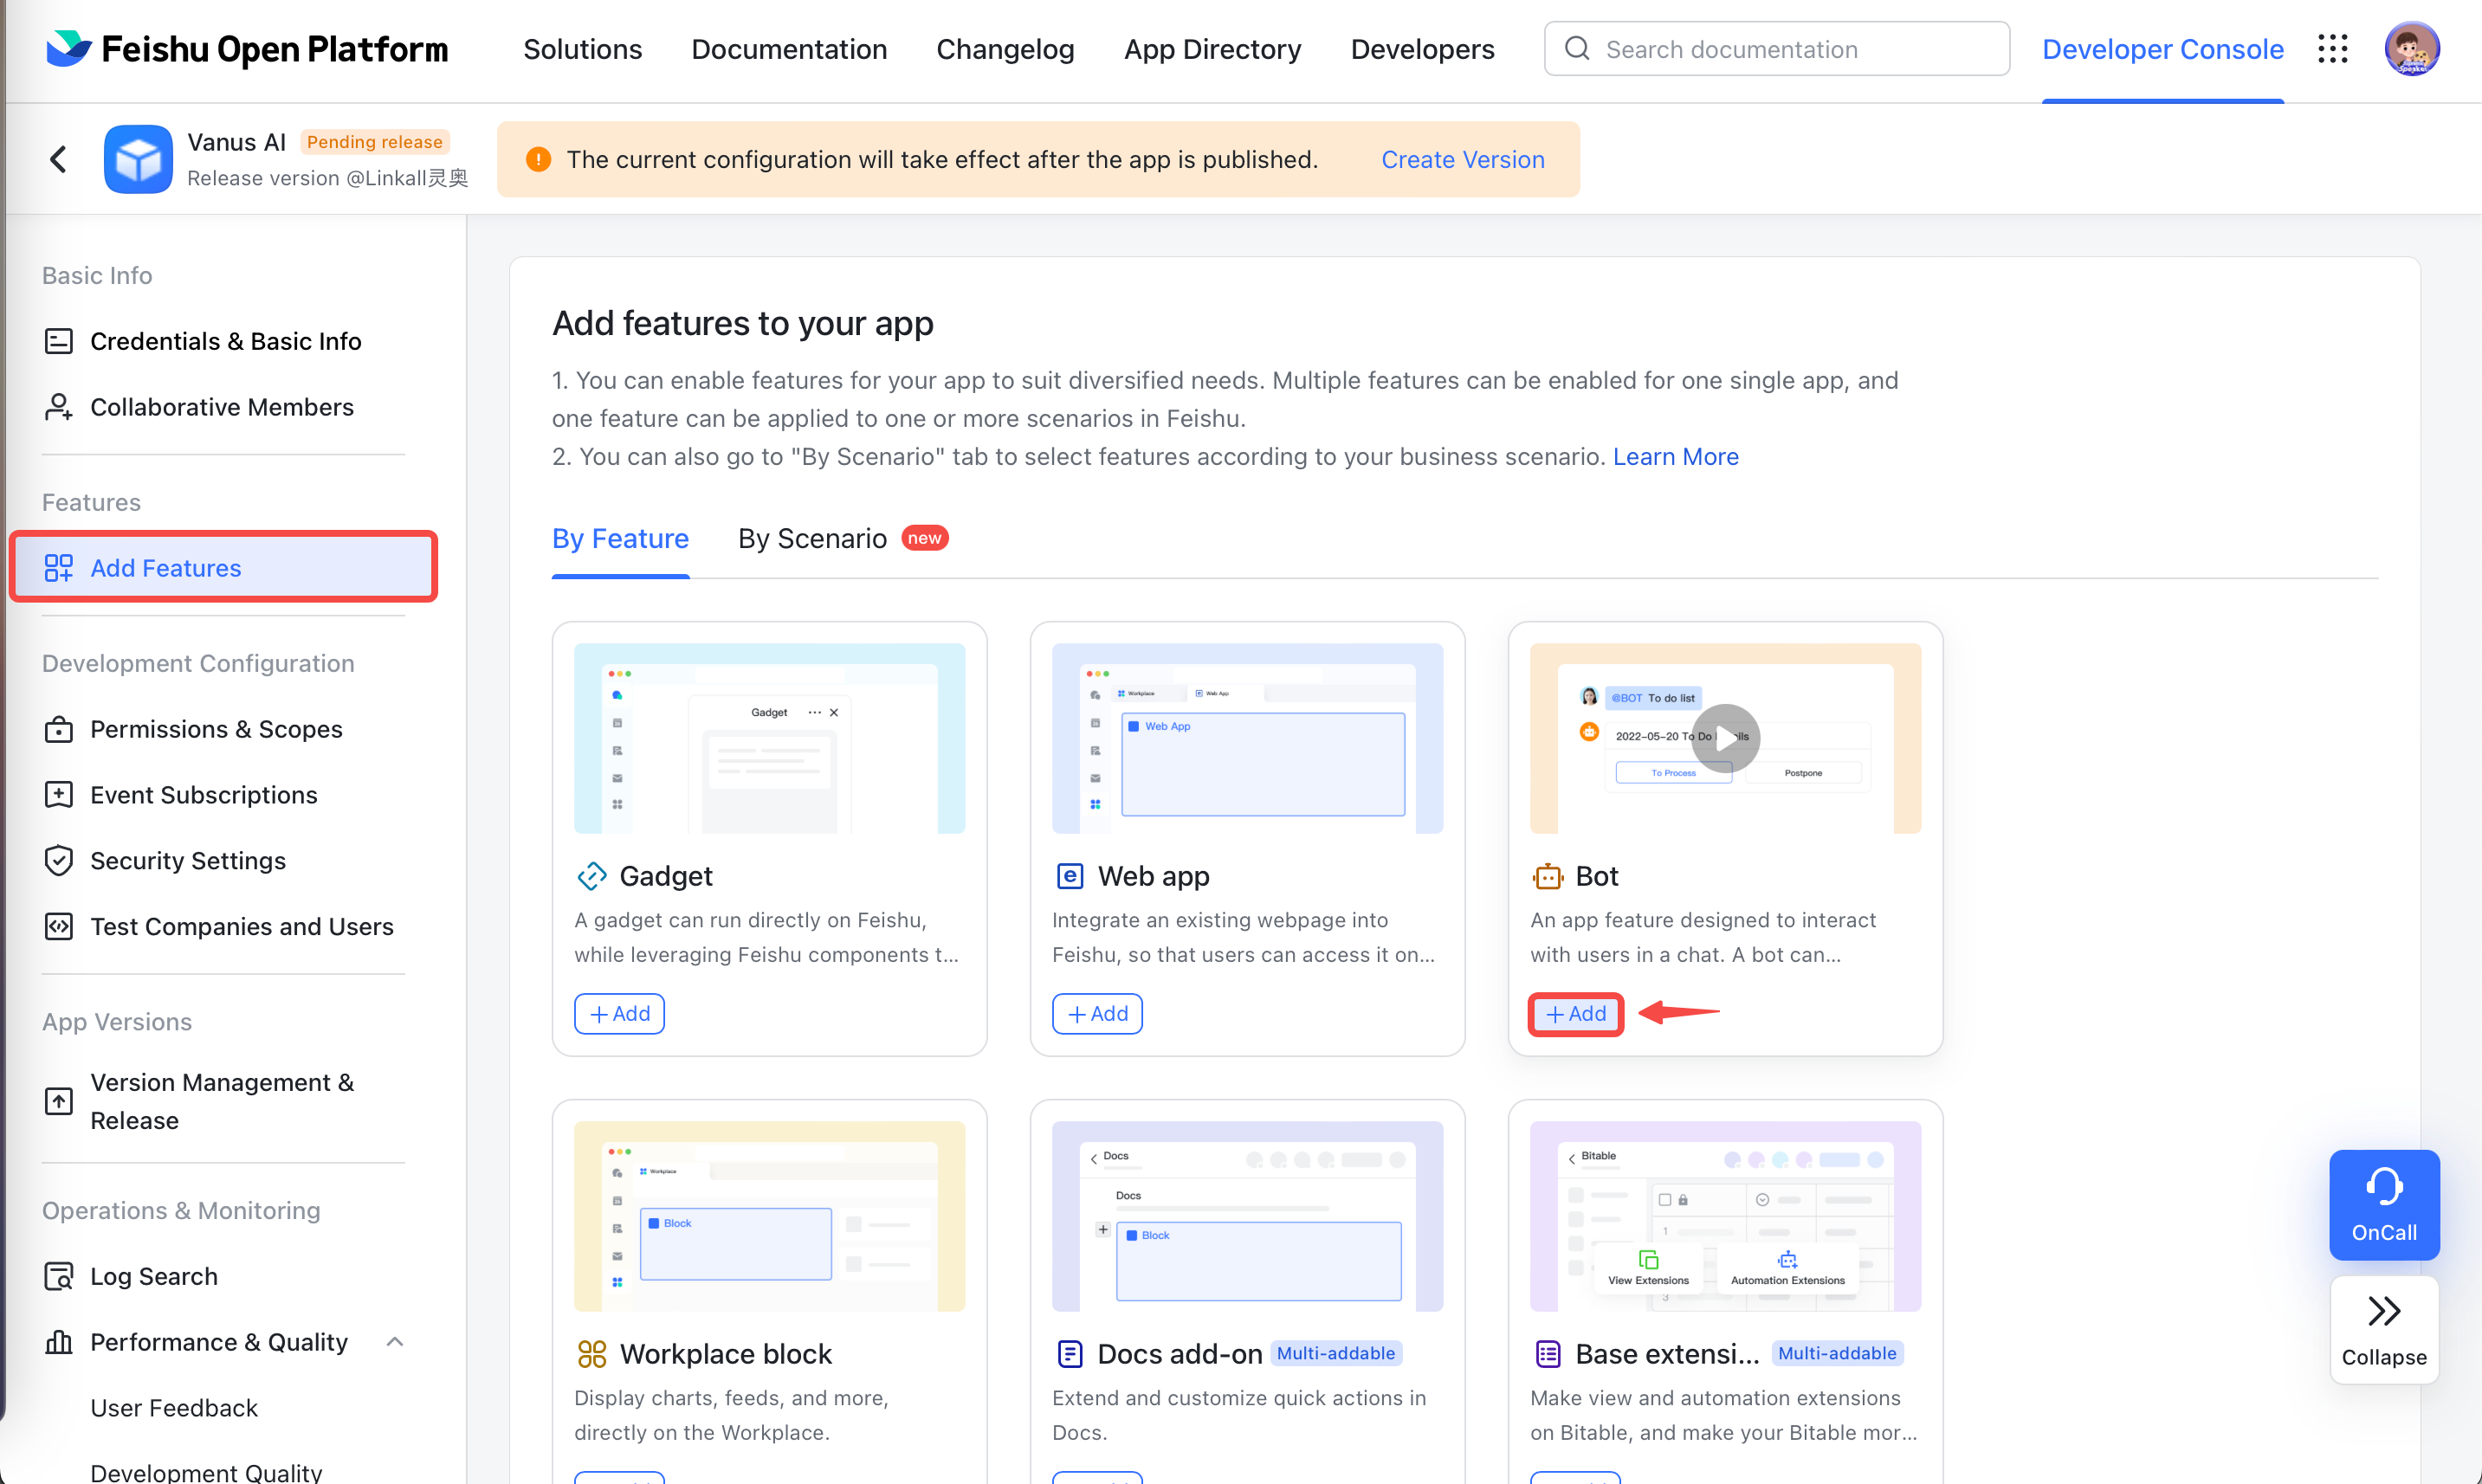 Feishu Open Platform
Solutions
Documentation
Changelog
App Directory
Developers
Search documentation
Developer Console
Vanus AI
Pending release
Release version @Linkall灵奥
The current configuration will take effect after the app is published.
Create Version
Basic Info
Credentials & Basic Info
Collaborative Members
Features
Add Features
Development Configuration
Permissions & Scopes
Event Subscriptions
Security Settings
Test Companies and Users
App Versions
Version Management &
Release
Operations & Monitoring
Log Search
Performance & Quality
User Feedback
Development Quality
Add features to your app
1. You can enable features for your app to suit diversified needs. Multiple features can be enabled for one single app, and
one feature can be applied to one or more scenarios in Feishu.
2. You can also go to "By Scenario" tab to select features according to your business scenario. Learn More
By Feature
By Scenario
new
Gadget
Gadget
A gadget can run directly on Feishu,
while leveraging Feishu components t...
+ Add
Workplace
Web App
Web App
Web app
Integrate an existing webpage into
Feishu, so that users can access it on...
+ Add
@BOT To do list
2022-05-20 To Do
To Process
Postpone
Bot
An app feature designed to interact
with users in a chat. A bot can...
+ Add
Workplace
Block
Workplace block
Display charts, feeds, and more,
directly on the Workplace.
Docs
Docs
Block
Docs add-on
Multi-addable
Extend and customize quick actions in
Docs.
Bitable
1
View Extensions
Automation Extensions
3
Base extensi...
Multi-addable
Make view and automation extensions
on Bitable, and make your Bitable mor...
OnCall
Collapse